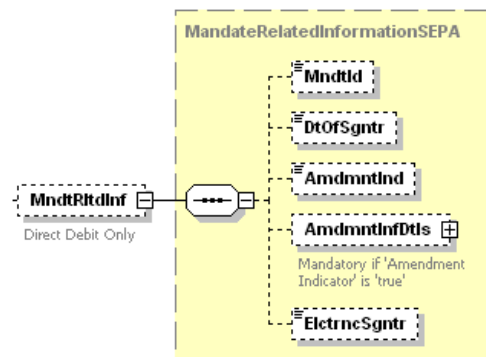 MandateRelatedInformationSEPA
MndtId
DtOfSgntr
AmdmntInd
MndtRltdInf
Direct Debit Only
AmdmntInfDtls
Mandatory if 'Amendment
Indicator' is 'true'
ElctrncSgntr